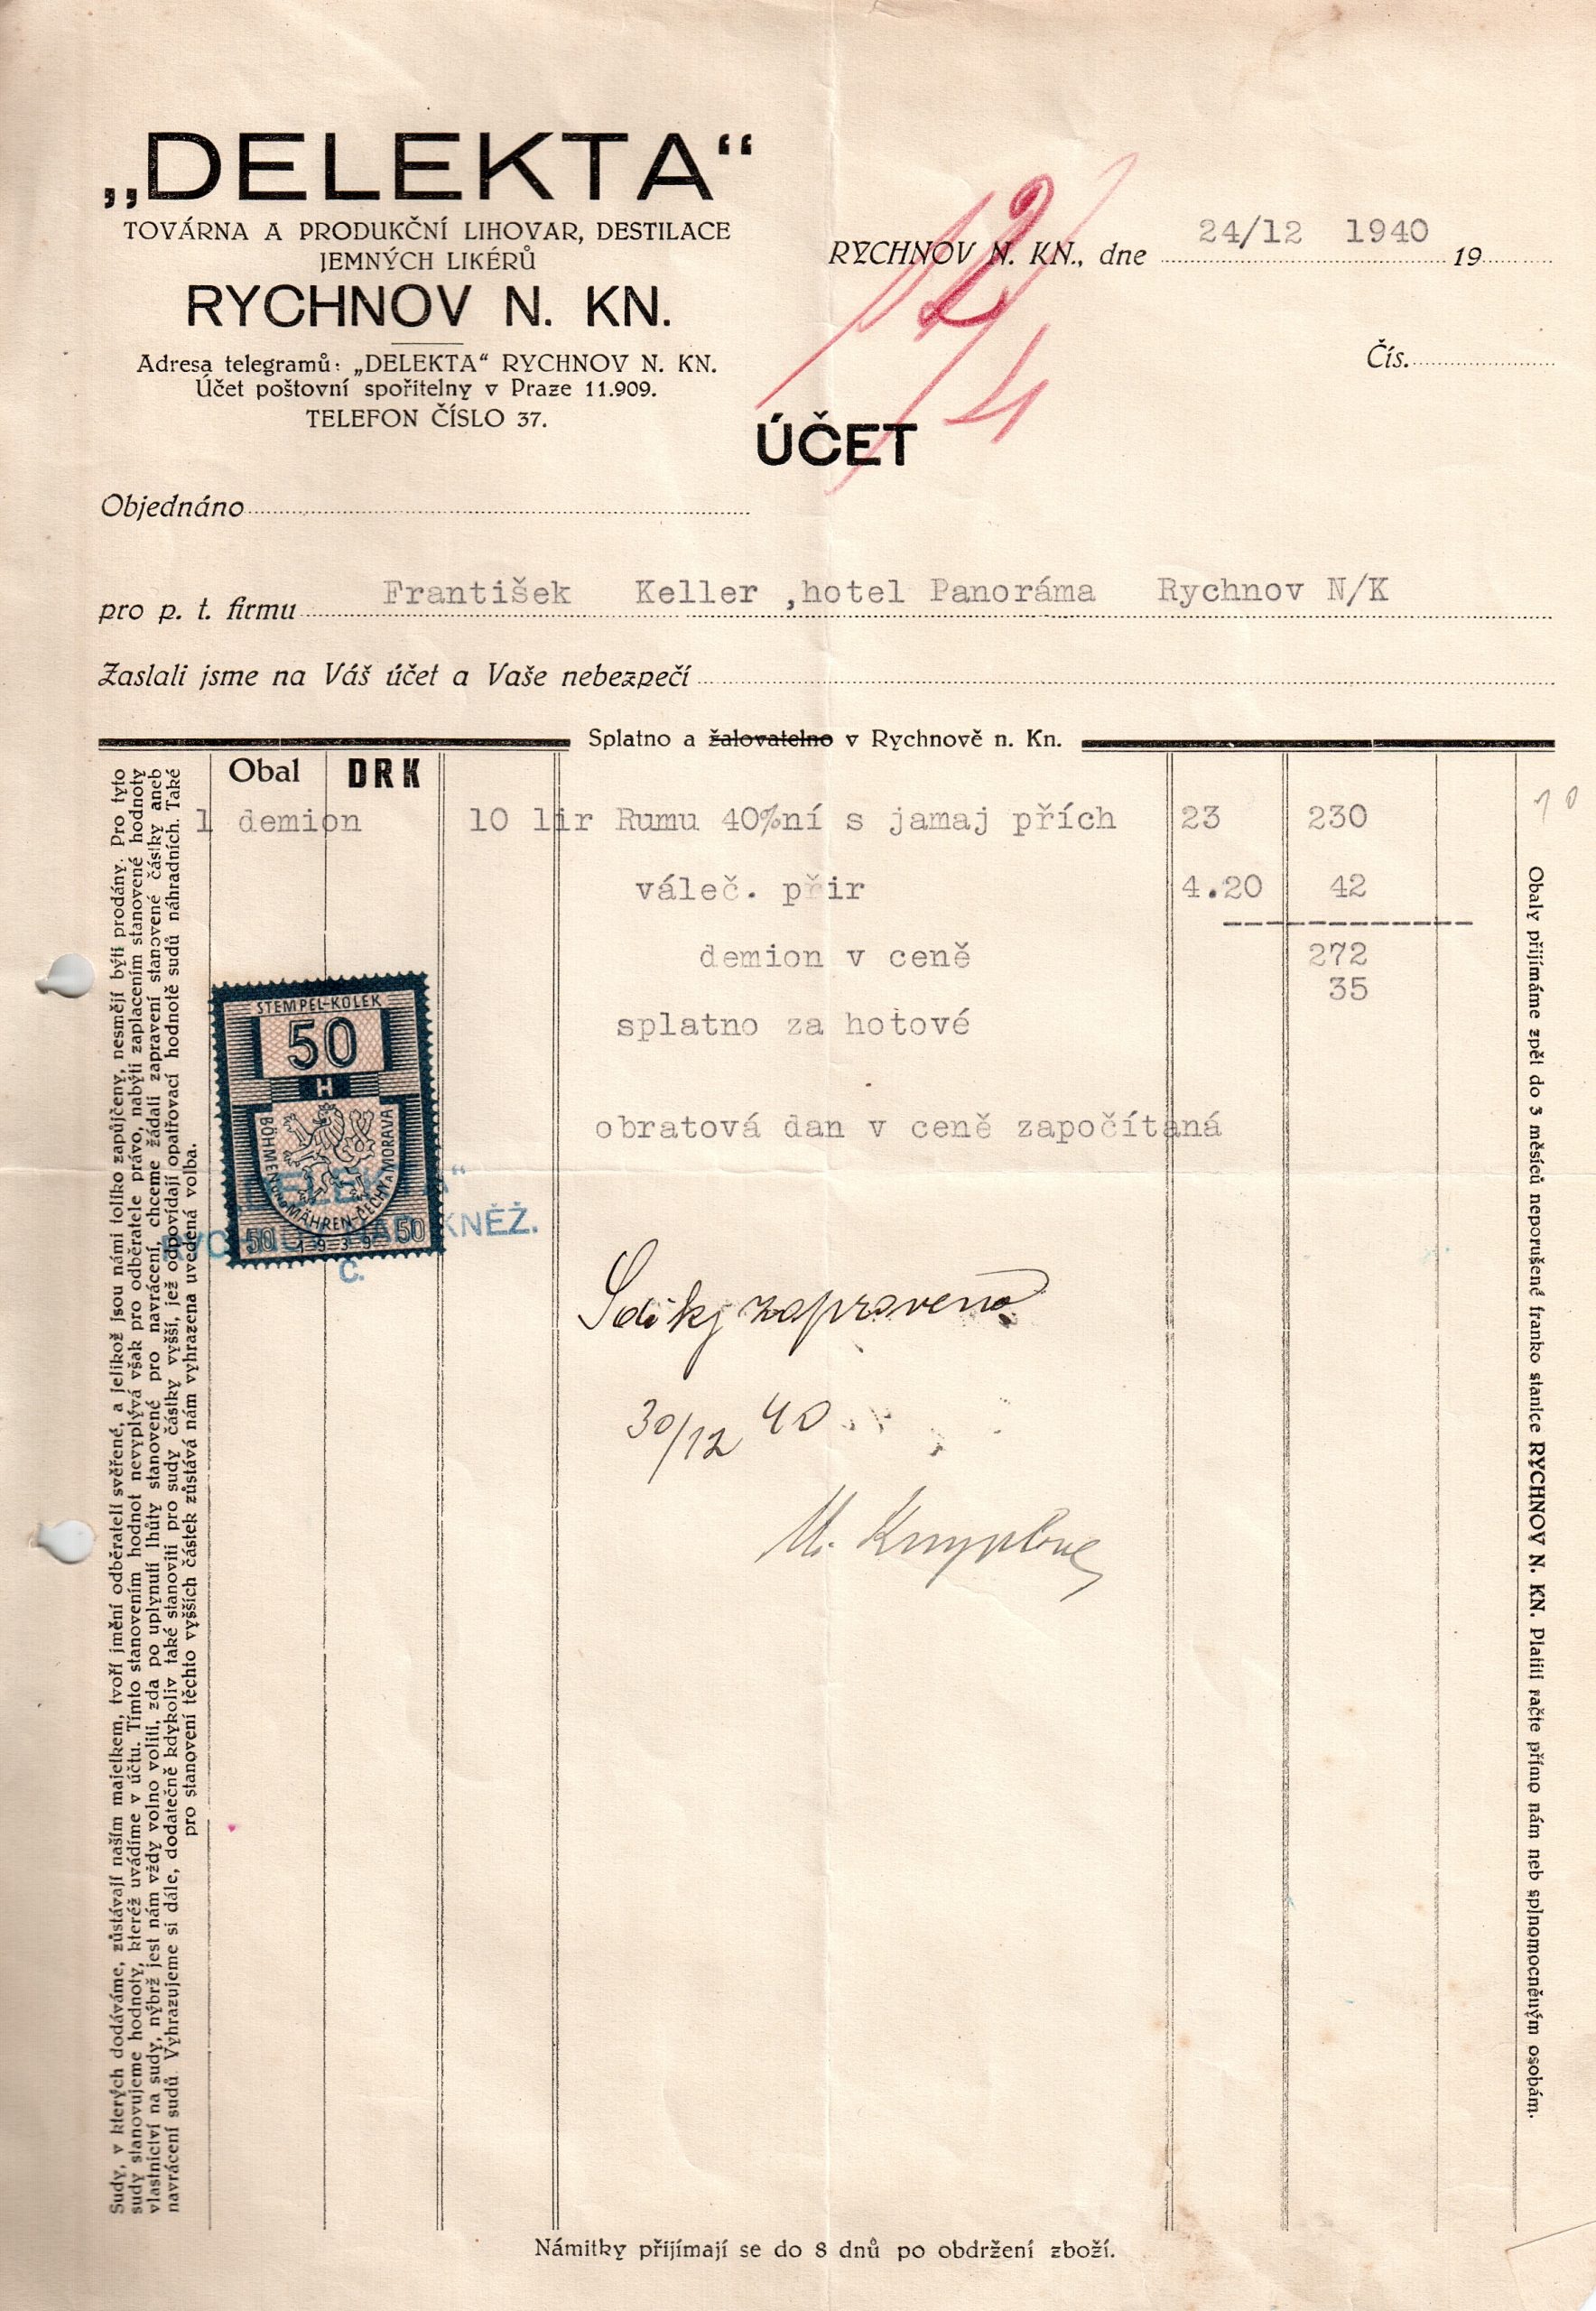 „DELEKTA“
TOVÁRNA A PRODUKČNÍ LIHOVAR, DESTILACE
JEMNÝCH LIKÉRŮ
RYCHNOV N. KN.
Adresa telegramů: „DELEKTA“ RYCHNOV N. KN.
Účet poštovní spořitelny v Praze 11.909.
TELEFON ČÍSLO 37.
RYCHNOV N. KN., dne 24/12 1940 19
Čís.
ÚČET
Objednáno
pro p. t. firmu František Keller ,hotel Panoráma Rychnov N/K
Zaslali jsme na Váš účet a Vaše nebezpečí
Splatno a žalovatelno v Rychnově n. Kn.
Obal DRK
1 demion 10 lir Rumu 40%ní s jamaj přích 23 230
váleč. přir 4.20 42
demion v ceně 272
35
splatno za hotové
obratová dan v ceně započítaná
STEMPEL-KOLEK
50
H
BÖHMEN UND MÄHREN-ČECHY A MORAVA
50 1939 50
KNĚŽ.
Č.
Sdíky zapraveno
30/12 40
Sudy, v kterých dodáváme, zůstávají naším majetkem, tvoří jmění odběrateli svěřené, a jelikož jsou námi toliko zapůjčeny, nesmějí býti prodány. Pro tyto
sudy stanovujeme hodnoty, kteréž uvádíme v účtu. Tímto stanovením hodnot nevyplývá však pro odběratele právo, nabýti zaplacením stanovené hodnoty
vlastnictví na sudy, nýbrž jest nám vždy volno voliti, zda po uplynutí lhůty stanovené pro navrácení, chceme žádati zapravení stanovené částky aneb
navrácení sudů. Vyhrazujeme si dále, dodatečně kdykoliv také stanoviti pro sudy částky vyšší, jež odpovídají opatřovací hodnotě sudů náhradních. Také
pro stanovení těchto vyšších částek zůstává nám vyhrazena uvedená volba.
Obaly přijímáme zpět do 3 měsíců neporušené franko stanice RYCHNOV N. KN. Platiti račte přímo nám neb splnomocněným osobám.
Námitky přijímají se do 8 dnů po obdržení zboží.